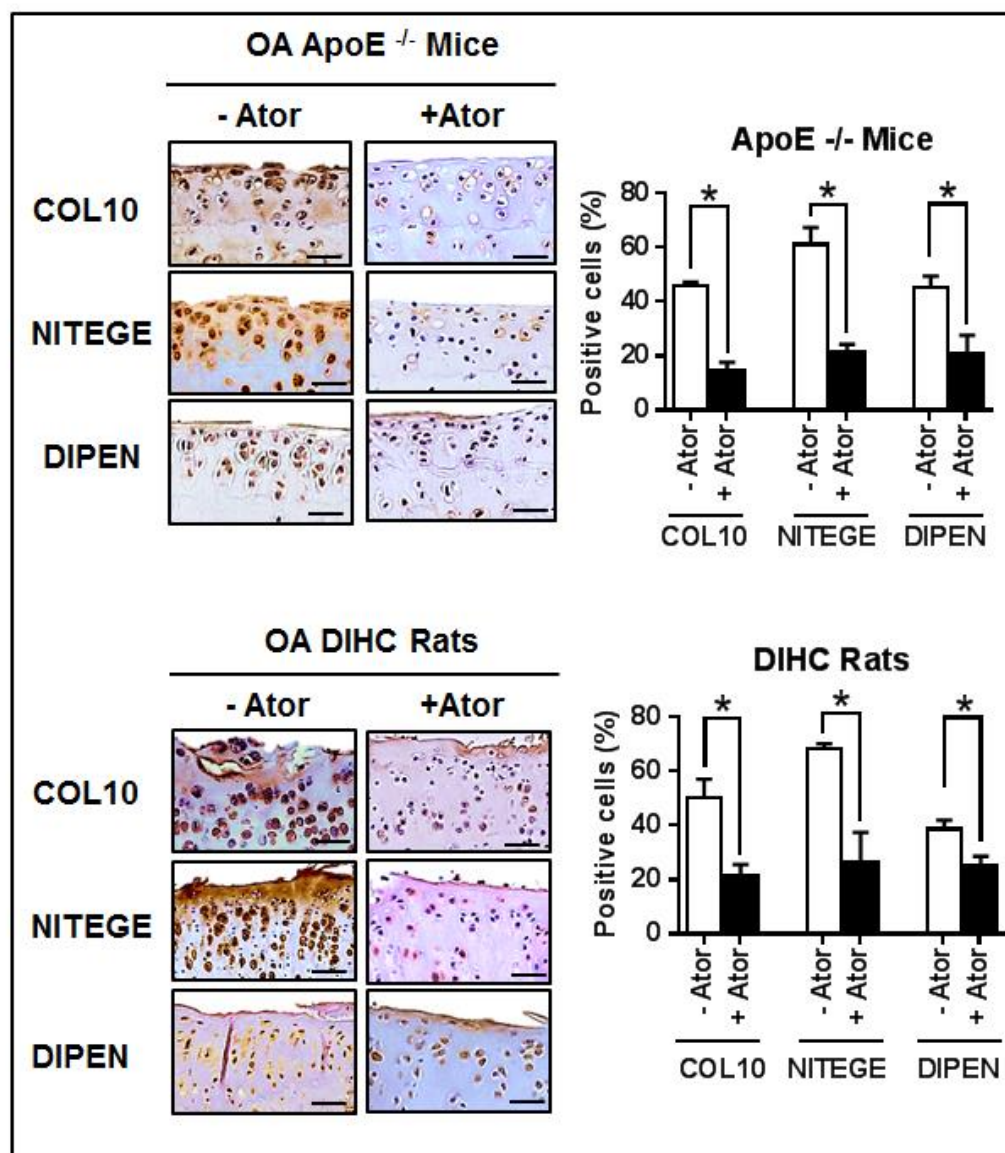 OA ApoE -/- Mice
- Ator +Ator
COL10
NITEGE
DIPEN
ApoE -/- Mice
Positive cells (%)
80
60
40
20
0
* * *
- Ator + Ator - Ator + Ator - Ator + Ator
COL10 NITEGE DIPEN
OA DIHC Rats
- Ator +Ator
COL10
NITEGE
DIPEN
DIHC Rats
Positive cells (%)
80
60
40
20
0
* * *
- Ator + Ator - Ator + Ator - Ator + Ator
COL10 NITEGE DIPEN